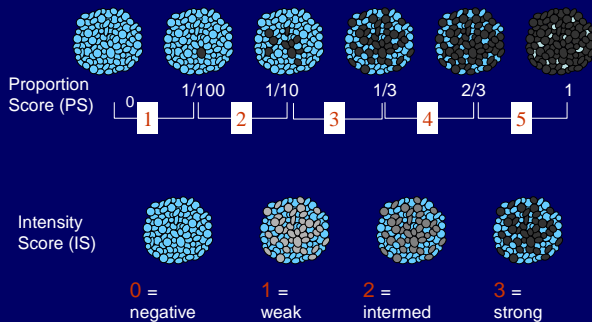 Proportion
Score (PS)
0 1/100 1/10 1/3 2/3 1
1 2 3 4 5
Intensity
Score (IS)
0 = 1 = 2 = 3 =
negative weak intermed strong